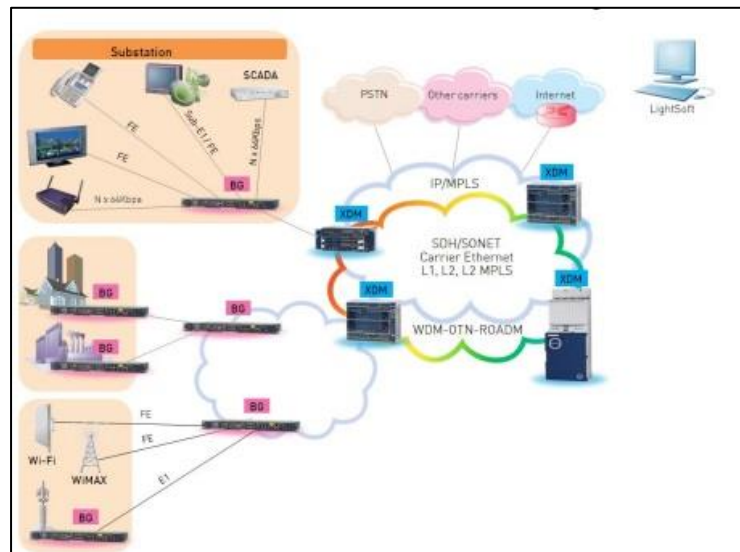 Substation
SCADA
Sub-E1 / FE
N x 64Kbps
FE
FE
N x 64Kbps
BG
PSTN
Other carriers
Internet
LightSoft
IP/MPLS
XDM
XDM
SDH/SONET
Carrier Ethernet
L1, L2, L2 MPLS
XDM
XDM
WDM-OTN-ROADM
BG
BG
BG
BG
FE
FE
Wi-Fi
WiMAX
E1
BG